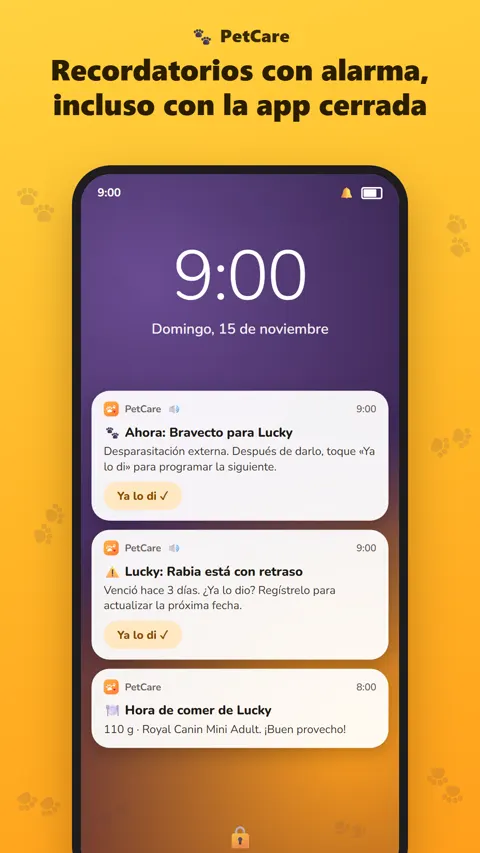 PetCare
Recordatorios con alarma,
incluso con la app cerrada
9:00
9:00
Domingo, 15 de noviembre
PetCare 9:00
Ahora: Bravecto para Lucky
Desparasitación externa. Después de darlo, toque «Ya
lo di» para programar la siguiente.
Ya lo di ✓
PetCare 9:00
Lucky: Rabia está con retraso
Venció hace 3 días. ¿Ya lo dio? Regístrelo para
actualizar la próxima fecha.
Ya lo di ✓
PetCare 8:00
Hora de comer de Lucky
110 g · Royal Canin Mini Adult. ¡Buen provecho!